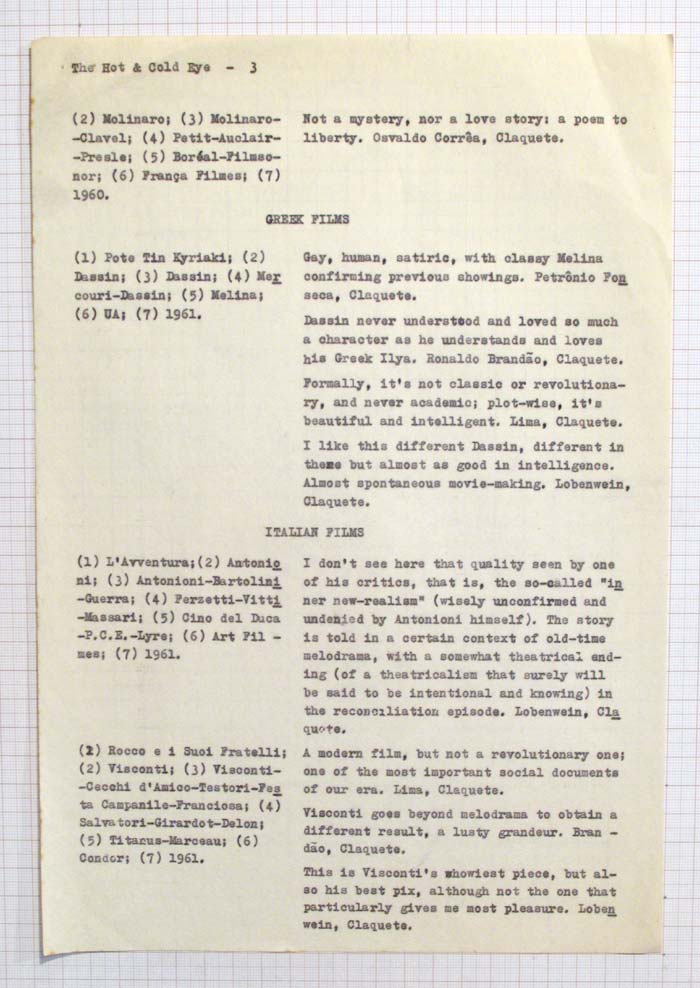 The Hot & Cold Eye - 3
(2) Molinaro; (3) Molinaro-
-Clavel; (4) Petit-Auclair-
-Presle; (5) Boréal-Filmso-
nor; (6) França Filmes; (7)
1960.
Not a mystery, nor a love story: a poem to
liberty. Osvaldo Corrêa, Claquete.
GREEK FILMS
(1) Pote Tin Kyriaki; (2)
Dassin; (3) Dassin; (4) Mer
couri-Dassin; (5) Melina;
(6) UA; (7) 1961.
Gay, human, satiric, with classy Melina
confirming previous showings. Petrônio Fon
seca, Claquete.
Dassin never understood and loved so much
a character as he understands and loves
his Greek Ilya. Ronaldo Brandão, Claquete.
Formally, it's not classic or revolutiona-
ry, and never academic; plot-wise, it's
beautiful and intelligent. Lima, Claquete.
I like this different Dassin, different in
theme but almost as good in intelligence.
Almost spontaneous movie-making. Lobenwein,
Claquete.
ITALIAN FILMS
(1) L'Avventura;(2) Antonio
ni; (3) Antonioni-Bartolini
-Guerra; (4) Ferzetti-Vitti
-Massari; (5) Cino del Duca
-P.C.E.-Lyre; (6) Art Fil -
mes; (7) 1961.
I don't see here that quality seen by one
of his critics, that is, the so-called "in
ner new-realism" (wisely unconfirmed and
undenied by Antonioni himself). The story
is told in a certain context of old-time
melodrama, with a somewhat theatrical end-
ing (of a theatricalism that surely will
be said to be intentional and knowing) in
the reconciliation episode. Lobenwein, Cla
quete.
(1) Rocco e i Suoi Fratelli;
(2) Visconti; (3) Visconti-
-Cecchi d'Amico-Testori-Fes
ta Campanile-Franciosa; (4)
Salvatori-Girardot-Delon;
(5) Titanus-Marceau; (6)
Condor; (7) 1961.
A modern film, but not a revolutionary one;
one of the most important social documents
of our era. Lima, Claquete.
Visconti goes beyond melodrama to obtain a
different result, a lusty grandeur. Bran -
dão, Claquete.
This is Visconti's showiest piece, but al-
so his best pix, although not the one that
particularly gives me most pleasure. Loben
wein, Claquete.